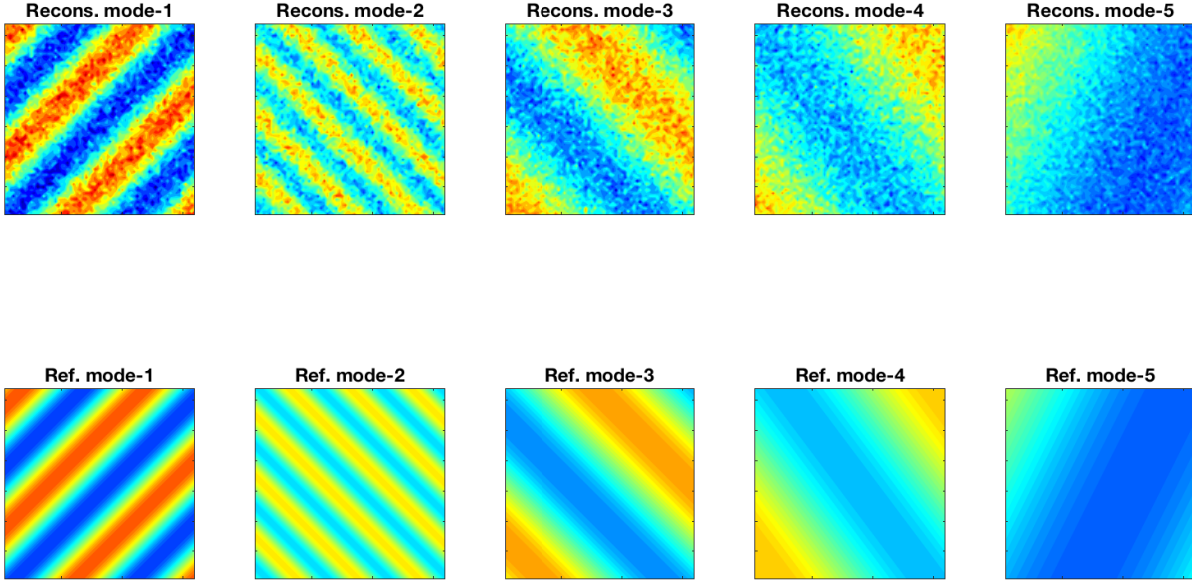 Recons. mode-1 Recons. mode-2 Recons. mode-3 Recons. mode-4 Recons. mode-5
Ref. mode-1 Ref. mode-2 Ref. mode-3 Ref. mode-4 Ref. mode-5